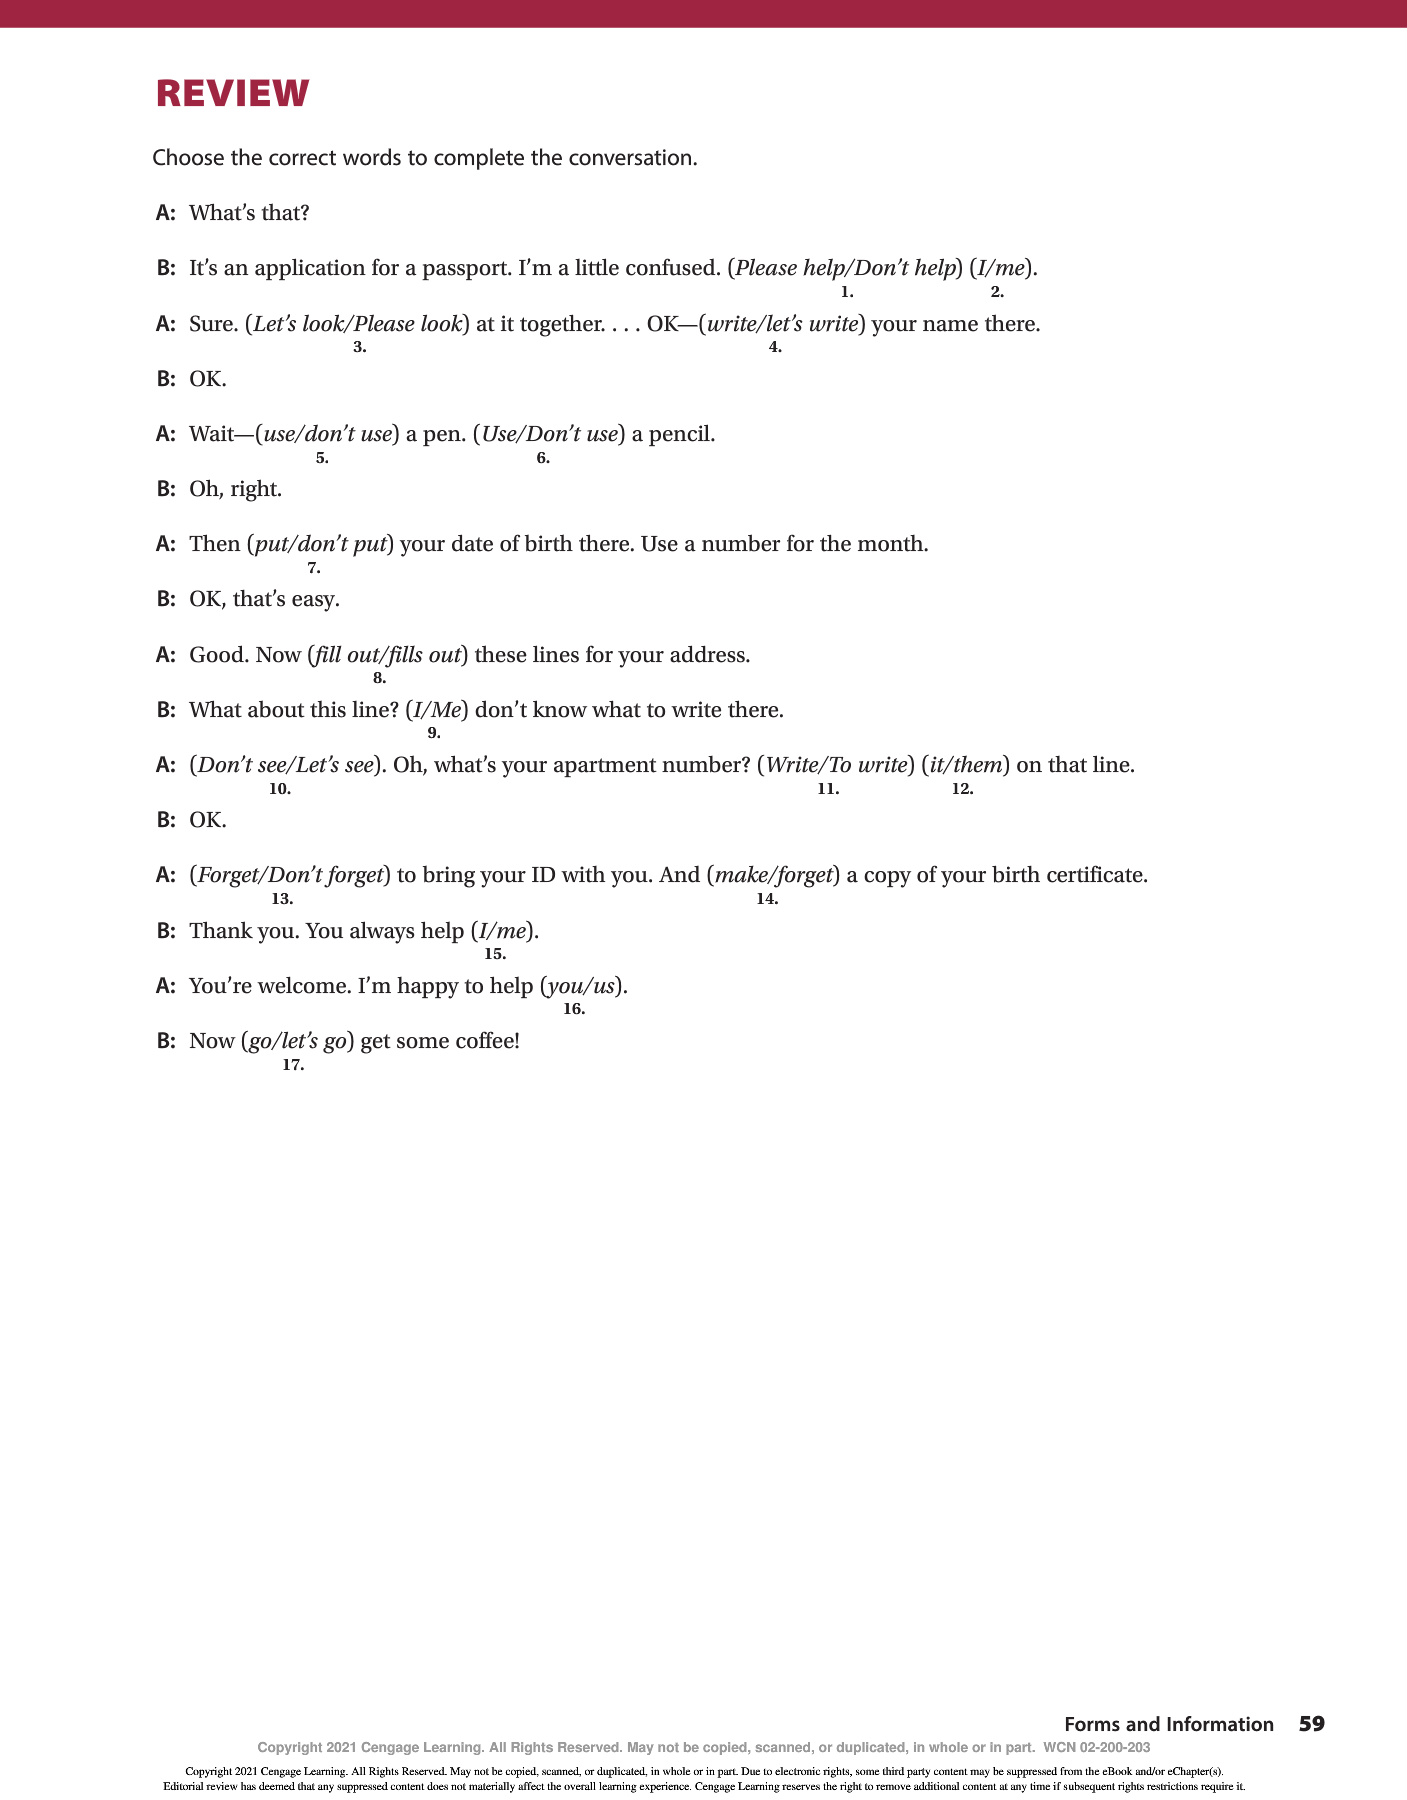 REVIEW
Choose the correct words to complete the conversation.
A: What’s that?
B: It’s an application for a passport. I’m a little confused. (Please help/Don’t help) (I/me).
1. 2.
A: Sure. (Let’s look/Please look) at it together. . . . OK—(write/let’s write) your name there.
3. 4.
B: OK.
A: Wait—(use/don’t use) a pen. (Use/Don’t use) a pencil.
5. 6.
B: Oh, right.
A: Then (put/don’t put) your date of birth there. Use a number for the month.
7.
B: OK, that’s easy.
A: Good. Now (fill out/fills out) these lines for your address.
8.
B: What about this line? (I/Me) don’t know what to write there.
9.
A: (Don’t see/Let’s see). Oh, what’s your apartment number? (Write/To write) (it/them) on that line.
10. 11. 12.
B: OK.
A: (Forget/Don’t forget) to bring your ID with you. And (make/forget) a copy of your birth certificate.
13. 14.
B: Thank you. You always help (I/me).
15.
A: You’re welcome. I’m happy to help (you/us).
16.
B: Now (go/let’s go) get some coffee!
17.
Forms and Information 59
Copyright 2021 Cengage Learning. All Rights Reserved. May not be copied, scanned, or duplicated, in whole or in part. WCN 02-200-203
Copyright 2021 Cengage Learning. All Rights Reserved. May not be copied, scanned, or duplicated, in whole or in part. Due to electronic rights, some third party content may be suppressed from the eBook and/or eChapter(s).
Editorial review has deemed that any suppressed content does not materially affect the overall learning experience. Cengage Learning reserves the right to remove additional content at any time if subsequent rights restrictions require it.